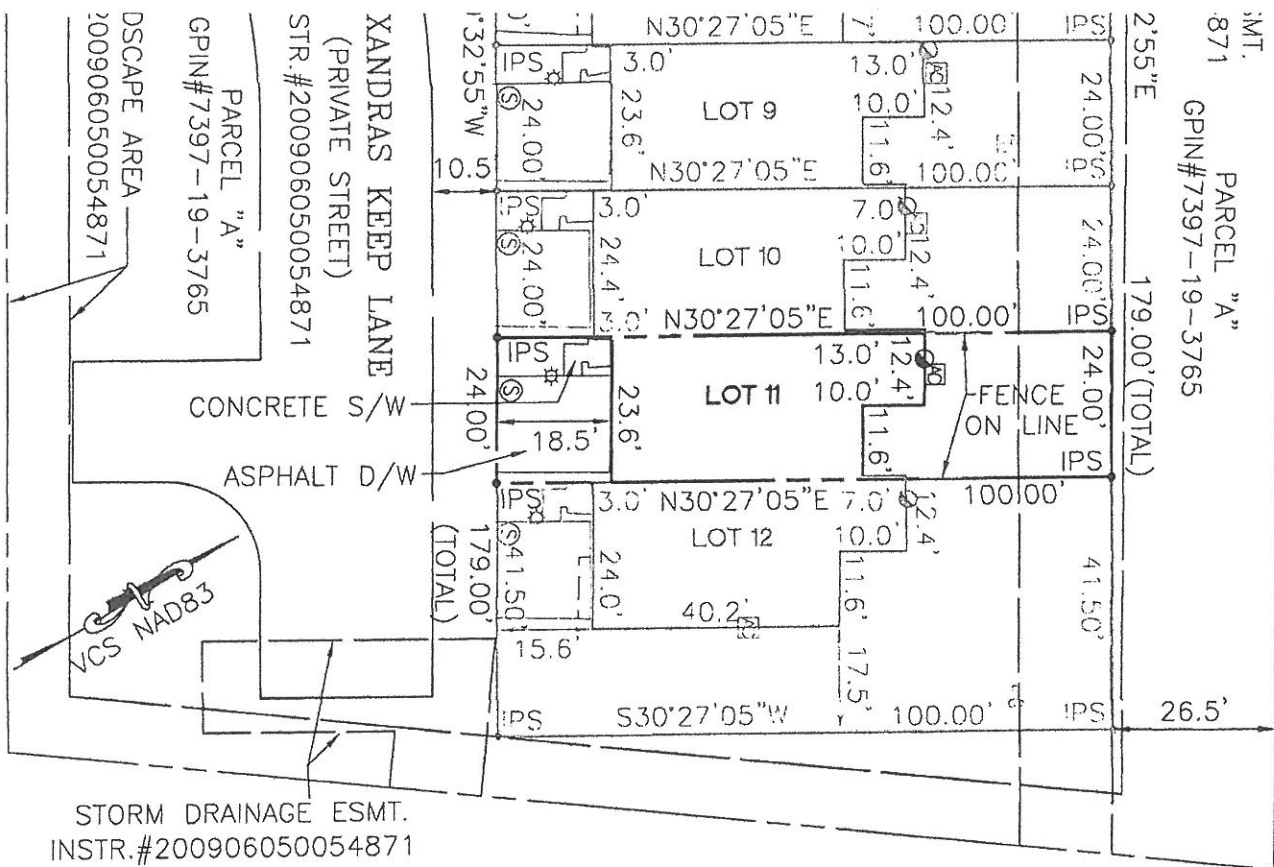 SMT.
871
PARCEL "A"
GPIN#7397-19-3765
2'55"E
179.00'(TOTAL)
N30°27'05"E
7'
100.00'
IPS
IPS
3.0'
LOT 9
13.0'
AC
12.4'
10.0'
24.00'
23.6'
11.6'
24.00'
S
N30°27'05"E
100.00'
10.5
3.0'
LOT 10
7.0'
12.4'
10.0'
24.00'
24.4'
11.6'
24.00'
S
3.0'
N30°27'05"E
100.00'
IPS
IPS
LOT 11
13.0'
AC
12.4'
10.0'
24.00'
18.5'
23.6'
11.6'
24.00'
S
FENCE
ON LINE
IPS
100.00'
CONCRETE S/W
ASPHALT D/W
IPS
3.0'
N30°27'05"E
7.0'
12.4'
LOT 12
10.0'
S
41.50'
24.0'
11.6'
41.50'
40.2'
15.6'
17.5'
IPS
S30°27'05"W
100.00'
IPS
26.5'
179.00'
(TOTAL)
°32'55"W
XANDRAS KEEP LANE
(PRIVATE STREET)
STR.#200906050054871
PARCEL "A"
GPIN#7397-19-3765
DSCAPE AREA
200906050054871
VCS NAD83
STORM DRAINAGE ESMT.
INSTR.#200906050054871